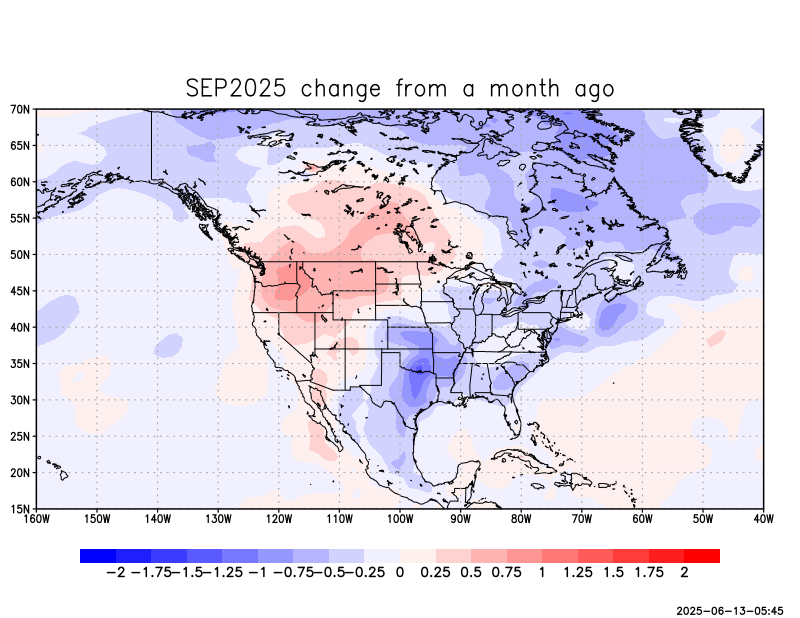 SEP2025 change from a month ago
70N
65N
60N
55N
50N
45N
40N
35N
30N
25N
20N
15N
160W 150W 140W 130W 120W 110W 100W 90W 80W 70W 60W 50W 40W
−2 −1.75 −1.5 −1.25 −1 −0.75 −0.5 −0.25 0 0.25 0.5 0.75 1 1.25 1.5 1.75 2
2025-06-13-05:45